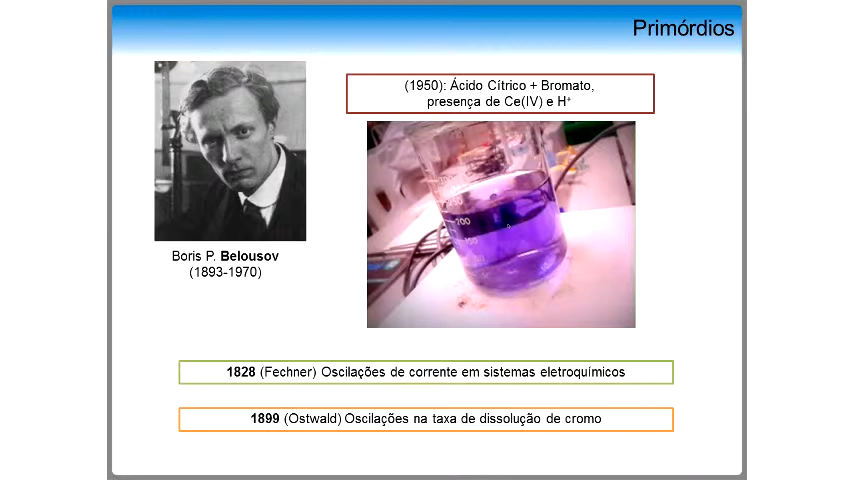 Primórdios
(1950): Ácido Cítrico + Bromato,
presença de Ce(IV) e H⁺
200
Boris P. Belousov
(1893-1970)
1828 (Fechner) Oscilações de corrente em sistemas eletroquímicos
1899 (Ostwald) Oscilações na taxa de dissolução de cromo